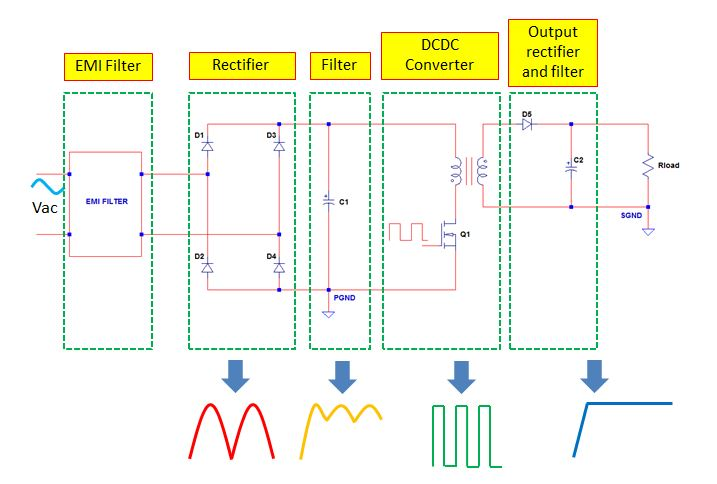 EMI Filter
Rectifier
Filter
DCDC
Converter
Output
rectifier
and filter
Vac
EMI FILTER
D1
D3
D2
D4
C1
PGND
Q1
D5
C2
Rload
SGND